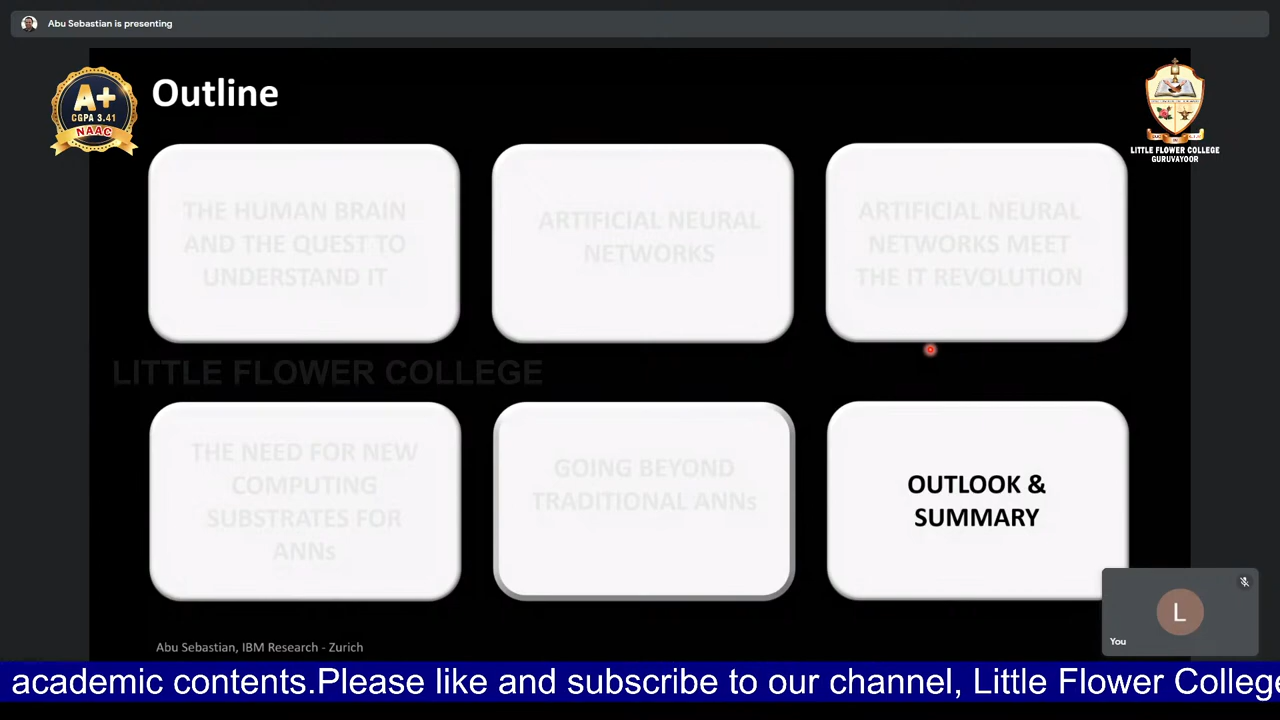 Abu Sebastian is presenting
A+
CGPA 3.41
NAAC
Outline
LITTLE FLOWER COLLEGE
GURUVAYOOR
THE HUMAN BRAIN
AND THE QUEST TO
UNDERSTAND IT
ARTIFICIAL NEURAL
NETWORKS
ARTIFICIAL NEURAL
NETWORKS MEET
THE IT REVOLUTION
LITTLE FLOWER COLLEGE
THE NEED FOR NEW
COMPUTING
SUBSTRATES FOR
ANNs
GOING BEYOND
TRADITIONAL ANNs
OUTLOOK &
SUMMARY
L
You
Abu Sebastian, IBM Research - Zurich
academic contents.Please like and subscribe to our channel, Little Flower College